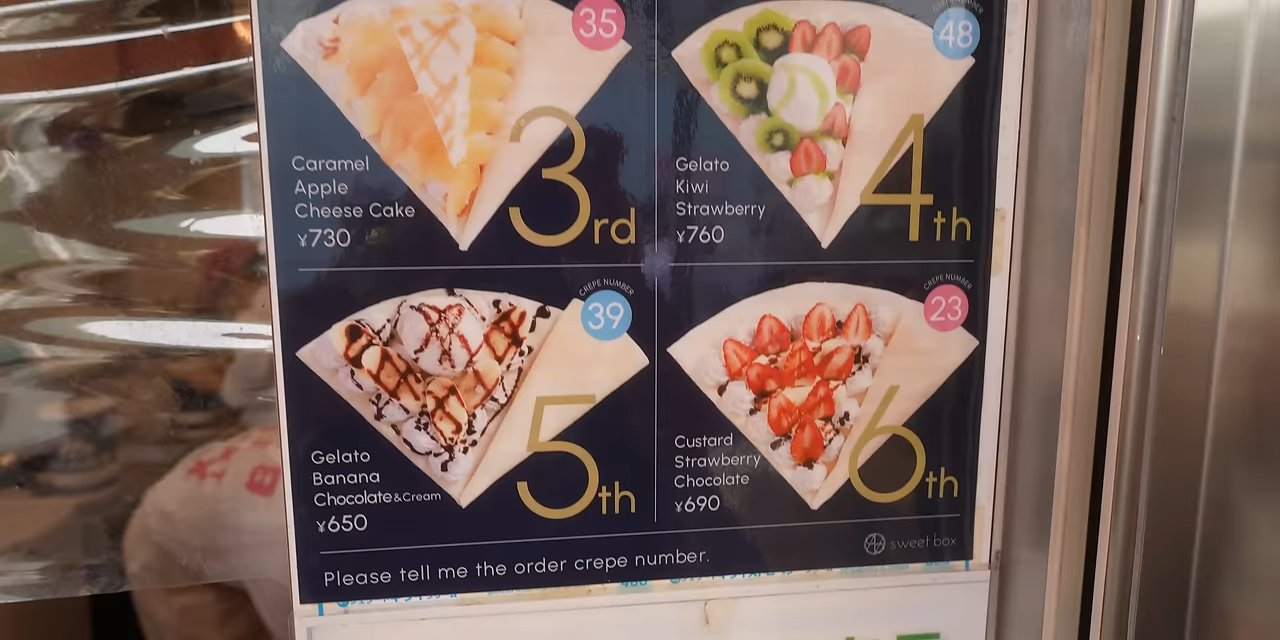 35
Caramel
Apple
Cheese Cake
¥730
3rd
CREPE NUMBER
48
Gelato
Kiwi
Strawberry
¥760
4th
CREPE NUMBER
39
Gelato
Banana
Chocolate&Cream
¥650
5th
CREPE NUMBER
23
Custard
Strawberry
Chocolate
¥690
6th
sweetbox
Please tell me the order crepe number.